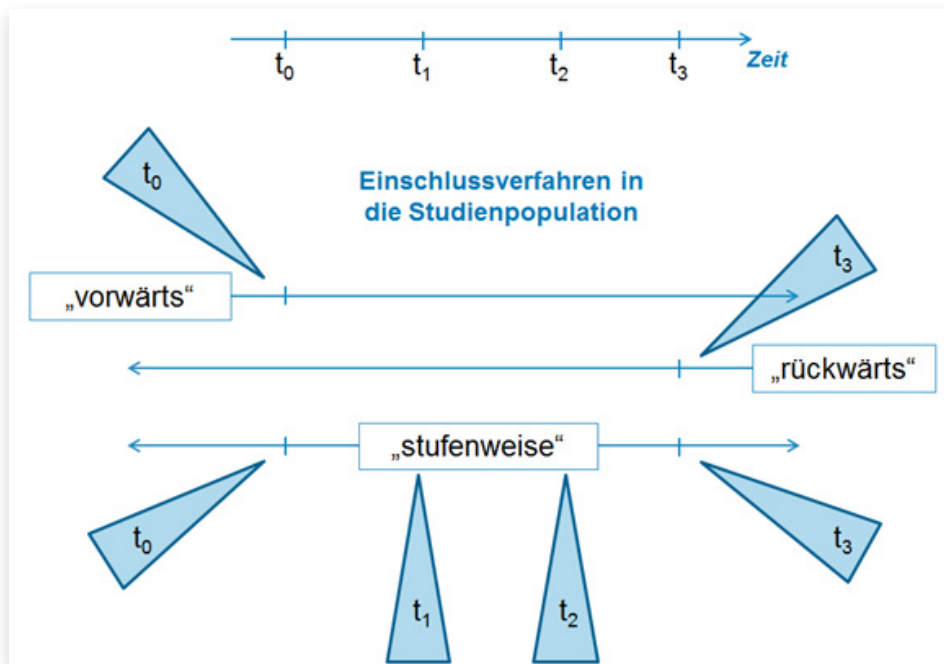 t₀ t₁ t₂ t₃ Zeit
t₀
Einschlussverfahren in
die Studienpopulation
t₃
„vorwärts“
„rückwärts“
„stufenweise“
t₀ t₃
t₁ t₂